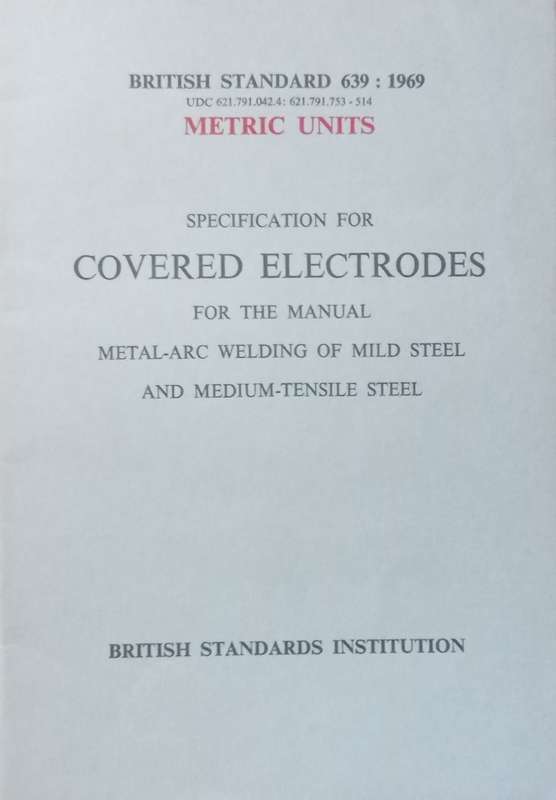 BRITISH STANDARD 639 : 1969
UDC 621.791.042.4: 621.791.753 - 514
METRIC UNITS
SPECIFICATION FOR
COVERED ELECTRODES
FOR THE MANUAL
METAL-ARC WELDING OF MILD STEEL
AND MEDIUM-TENSILE STEEL
BRITISH STANDARDS INSTITUTION